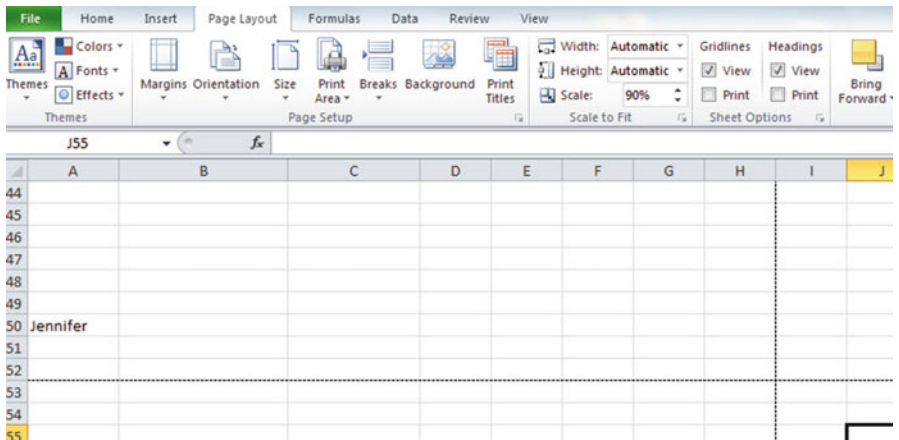 File Home Insert Page Layout Formulas Data Review View
Colors Width: Automatic Gridlines Headings
Aa Fonts Height: Automatic View View
Themes Effects Margins Orientation Size Print Area Breaks Background Print Titles Scale: 90% Print Print Bring Forward
Themes Page Setup Scale to Fit Sheet Options
J55 fx
A B C D E F G H I J
44
45
46
47
48
49
50 Jennifer
51
52
53
54
55